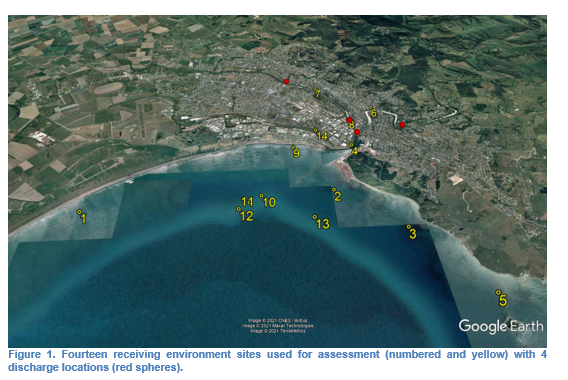 7
6
8
14
9
4
2
11 10
1
12
13
3
5
Image © 2021 CNES / Airbus
Image © 2021 Maxar Technologies
Image © 2021 TerraMetrics
Google Earth
Figure 1. Fourteen receiving environment sites used for assessment (numbered and yellow) with 4
discharge locations (red spheres).